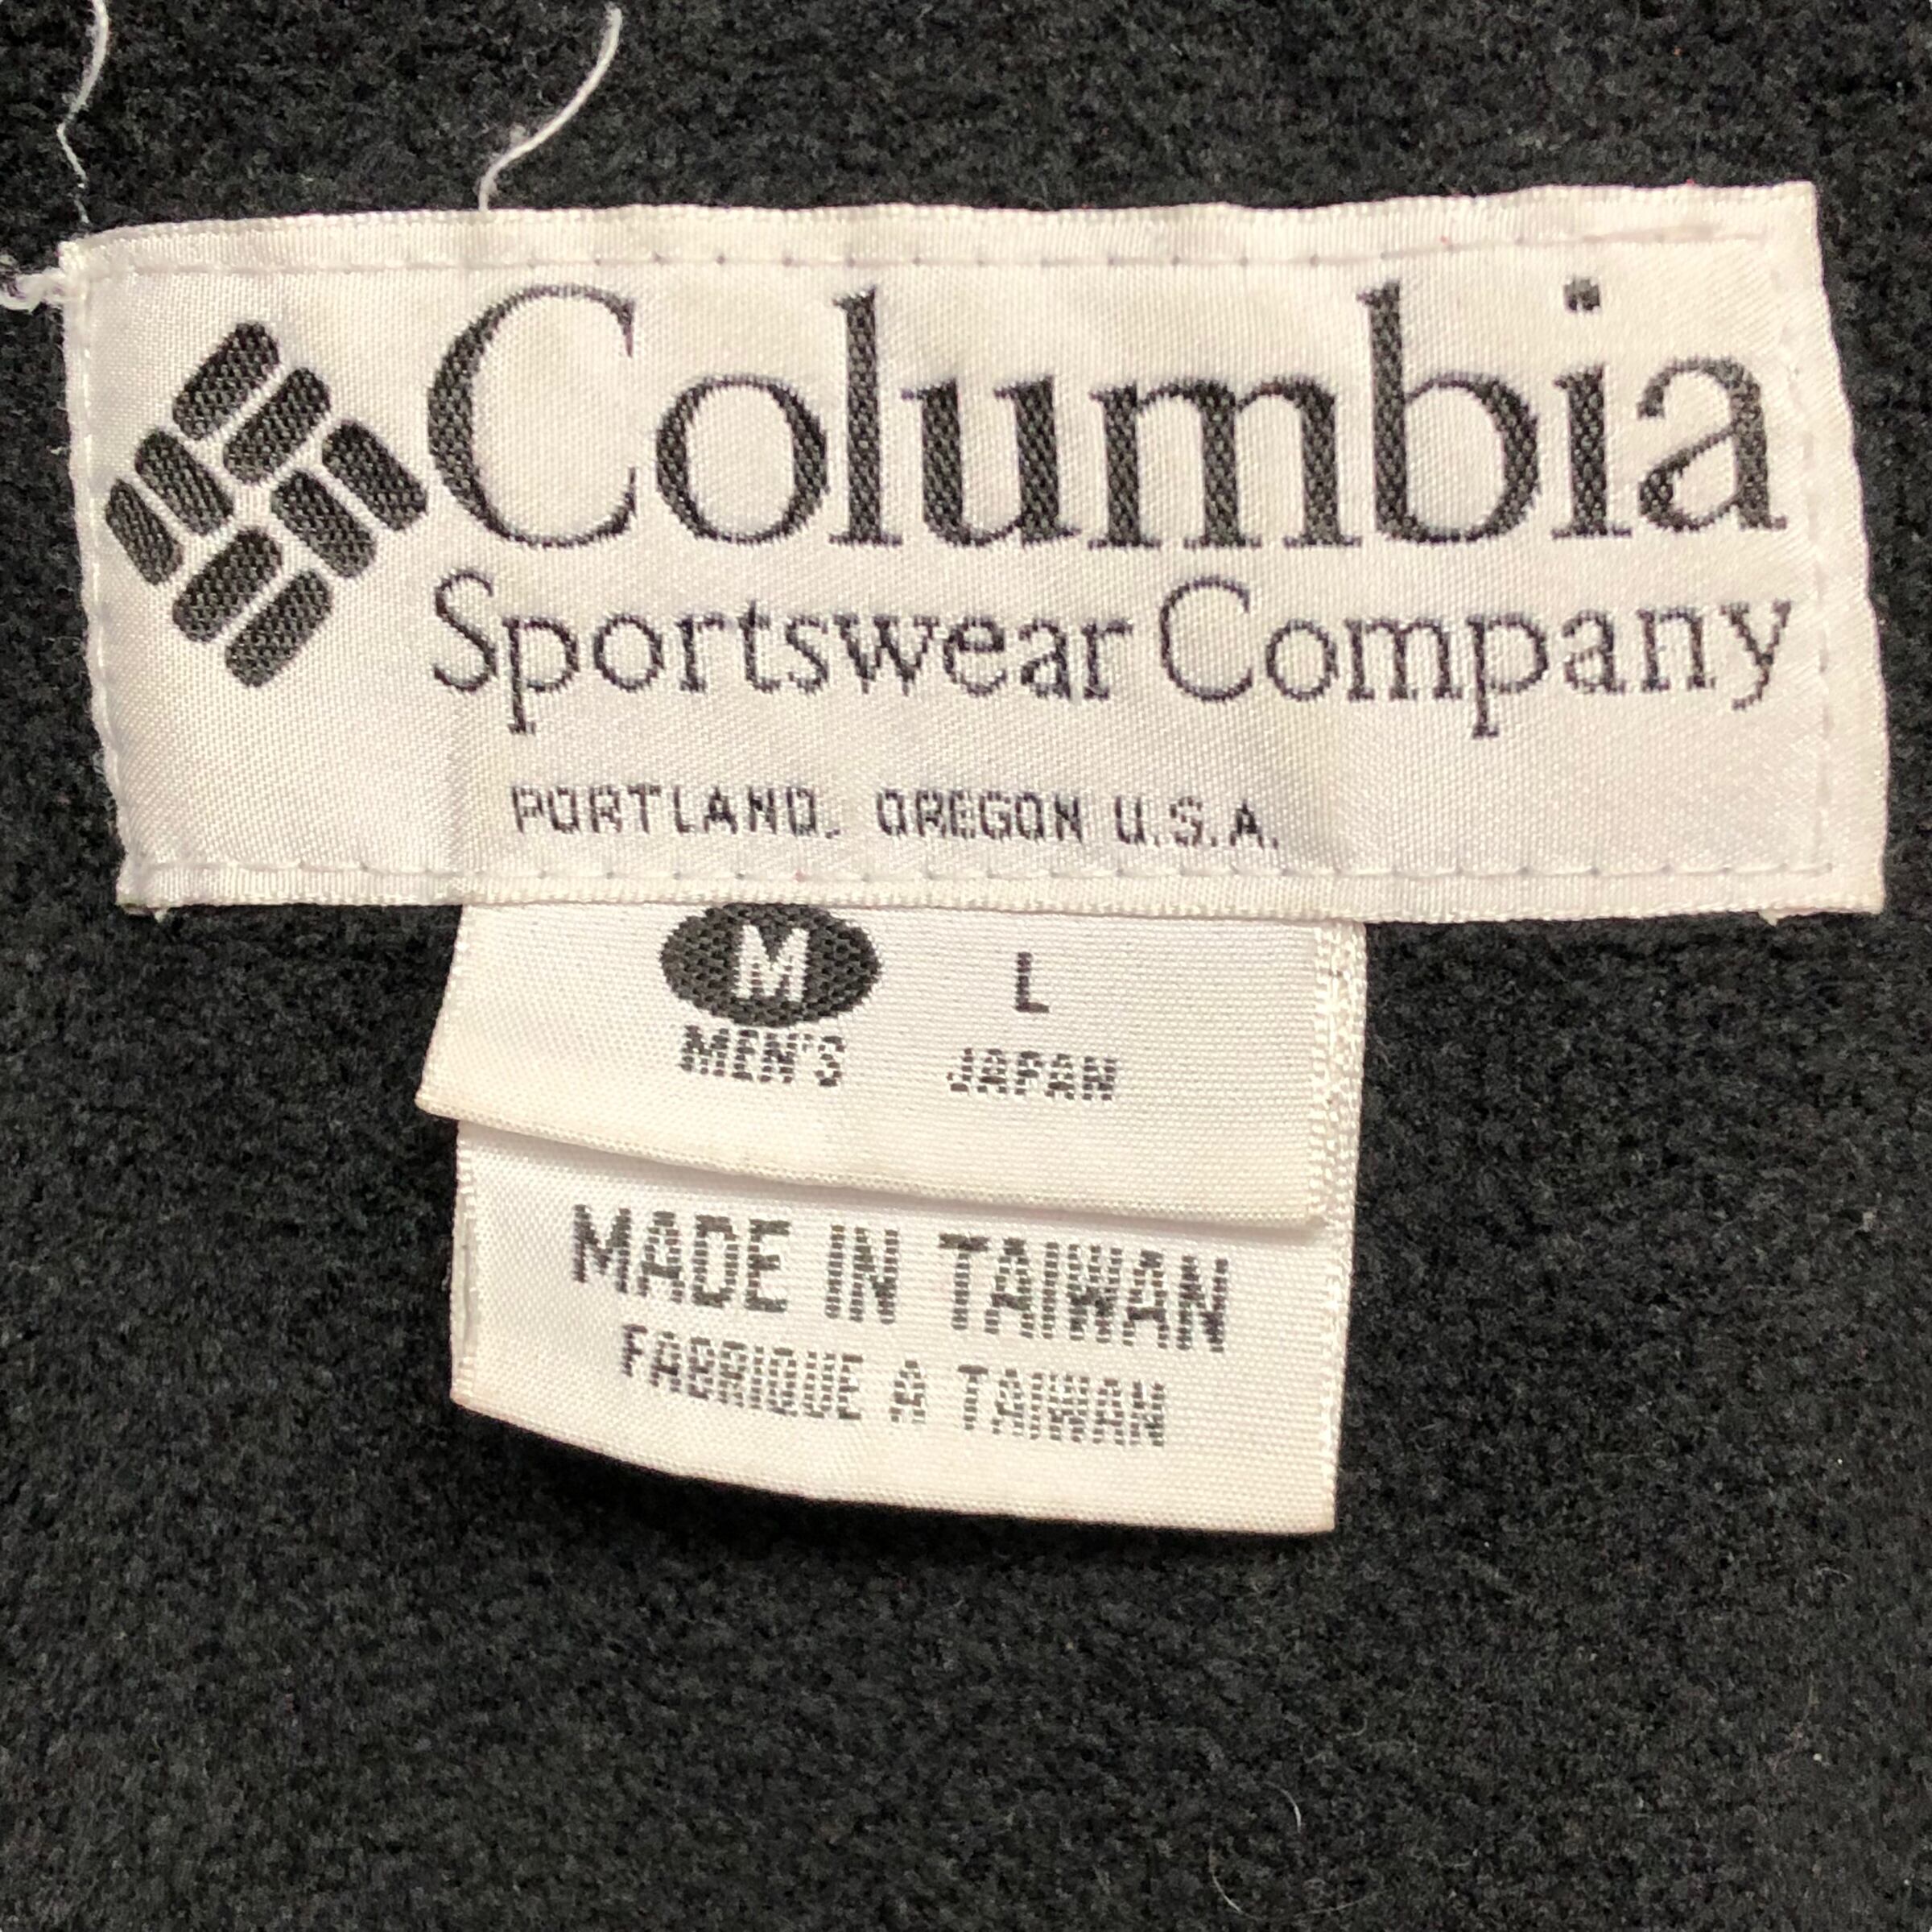 Columbia
Sportswear Company
PORTLAND, OREGON U.S.A.
M L
MEN'S JAPAN
MADE IN TAIWAN
FABRIQUE A TAIWAN